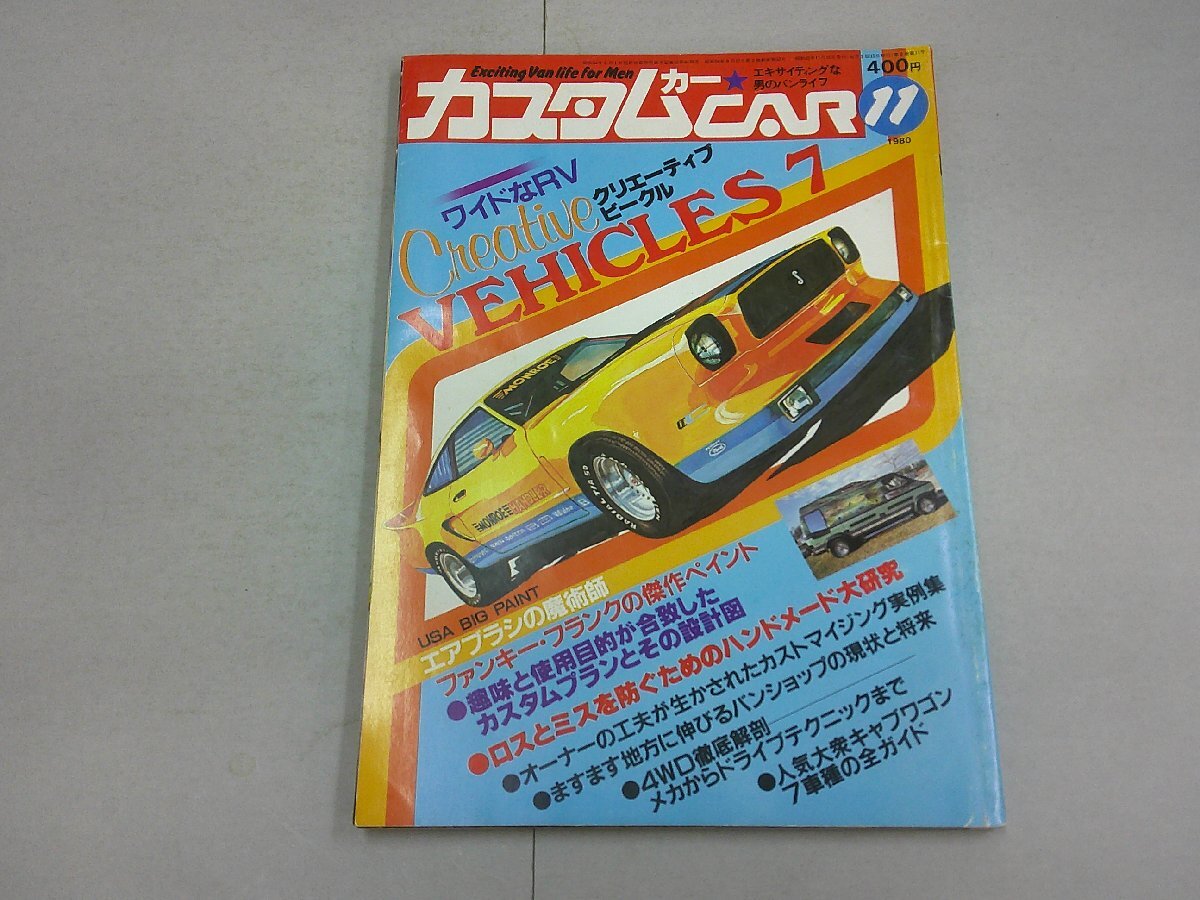 Exciting Van life for Men
エキサイティングな
男のバンライフ
400円
カスタムカー★CAR
11
1980
ワイドなRV
クリエーティブ
ビークル
Creative
VEHICLES 7
MONROE
MONROE HANDLER
RADIAL T/A
USA BIG PAINT
エアブラシの魔術師
ファンキー・フランクの傑作ペイント
●趣味と使用目的が合致した
カスタムプランとその設計図
●ロスとミスを防ぐためのハンドメード大研究
●オーナーの工夫が生かされたカストマイジング実例集
●ますます地方に伸びるバンショップの現状と将来
●4WD徹底解剖
メカからドライブテクニックまで
●人気大衆キャブワゴン
7車種の全ガイド